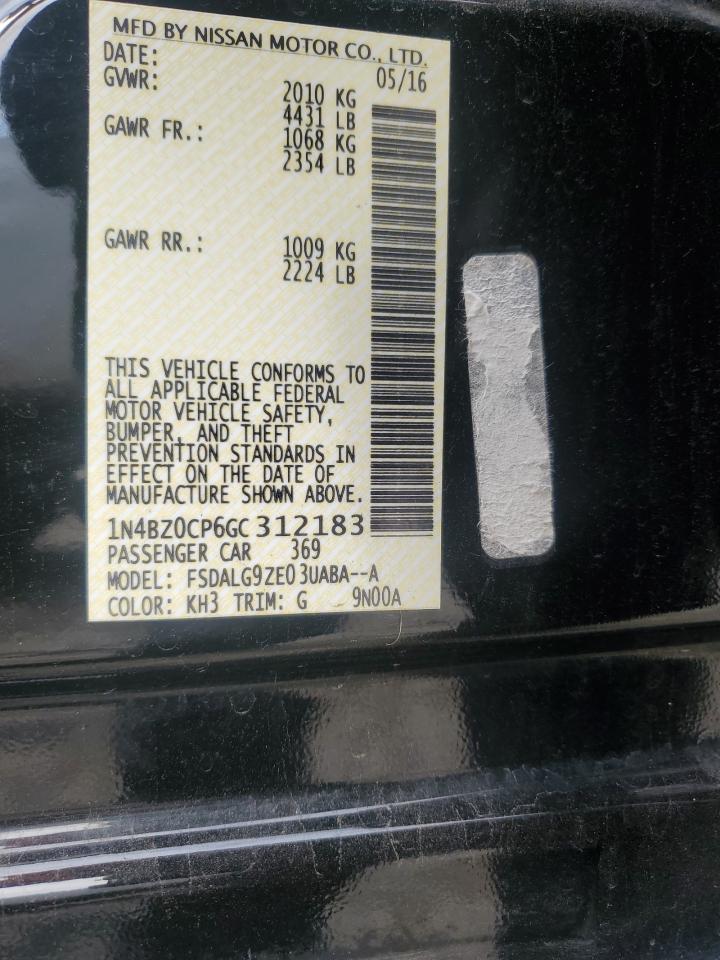 MFD BY NISSAN MOTOR CO., LTD.
DATE: 05/16
GVWR: 2010 KG
4431 LB
GAWR FR.: 1068 KG
2354 LB
GAWR RR.: 1009 KG
2224 LB
THIS VEHICLE CONFORMS TO
ALL APPLICABLE FEDERAL
MOTOR VEHICLE SAFETY,
BUMPER, AND THEFT
PREVENTION STANDARDS IN
EFFECT ON THE DATE OF
MANUFACTURE SHOWN ABOVE.
1N4BZ0CP6GC312183
PASSENGER CAR 369
MODEL: FSDALG9ZE03UABA--A
COLOR: KH3 TRIM: G 9N00A